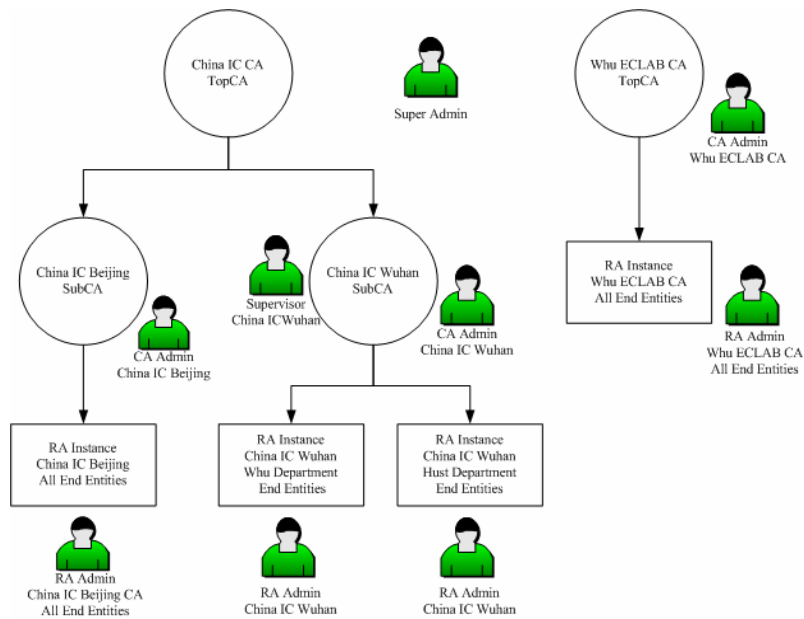 China IC CA
TopCA
Super Admin
Whu ECLAB CA
TopCA
CA Admin
Whu ECLAB CA
China IC Beijing
SubCA
CA Admin
China IC Beijing
Supervisor
China ICWuhan
China IC Wuhan
SubCA
CA Admin
China IC Wuhan
RA Instance
Whu ECLAB CA
All End Entities
RA Admin
Whu ECLAB CA
All End Entities
RA Instance
China IC Beijing
All End Entities
RA Instance
China IC Wuhan
Whu Department
End Entities
RA Instance
China IC Wuhan
Hust Department
End Entities
RA Admin
China IC Beijing CA
All End Entities
RA Admin
China IC Wuhan
RA Admin
China IC Wuhan